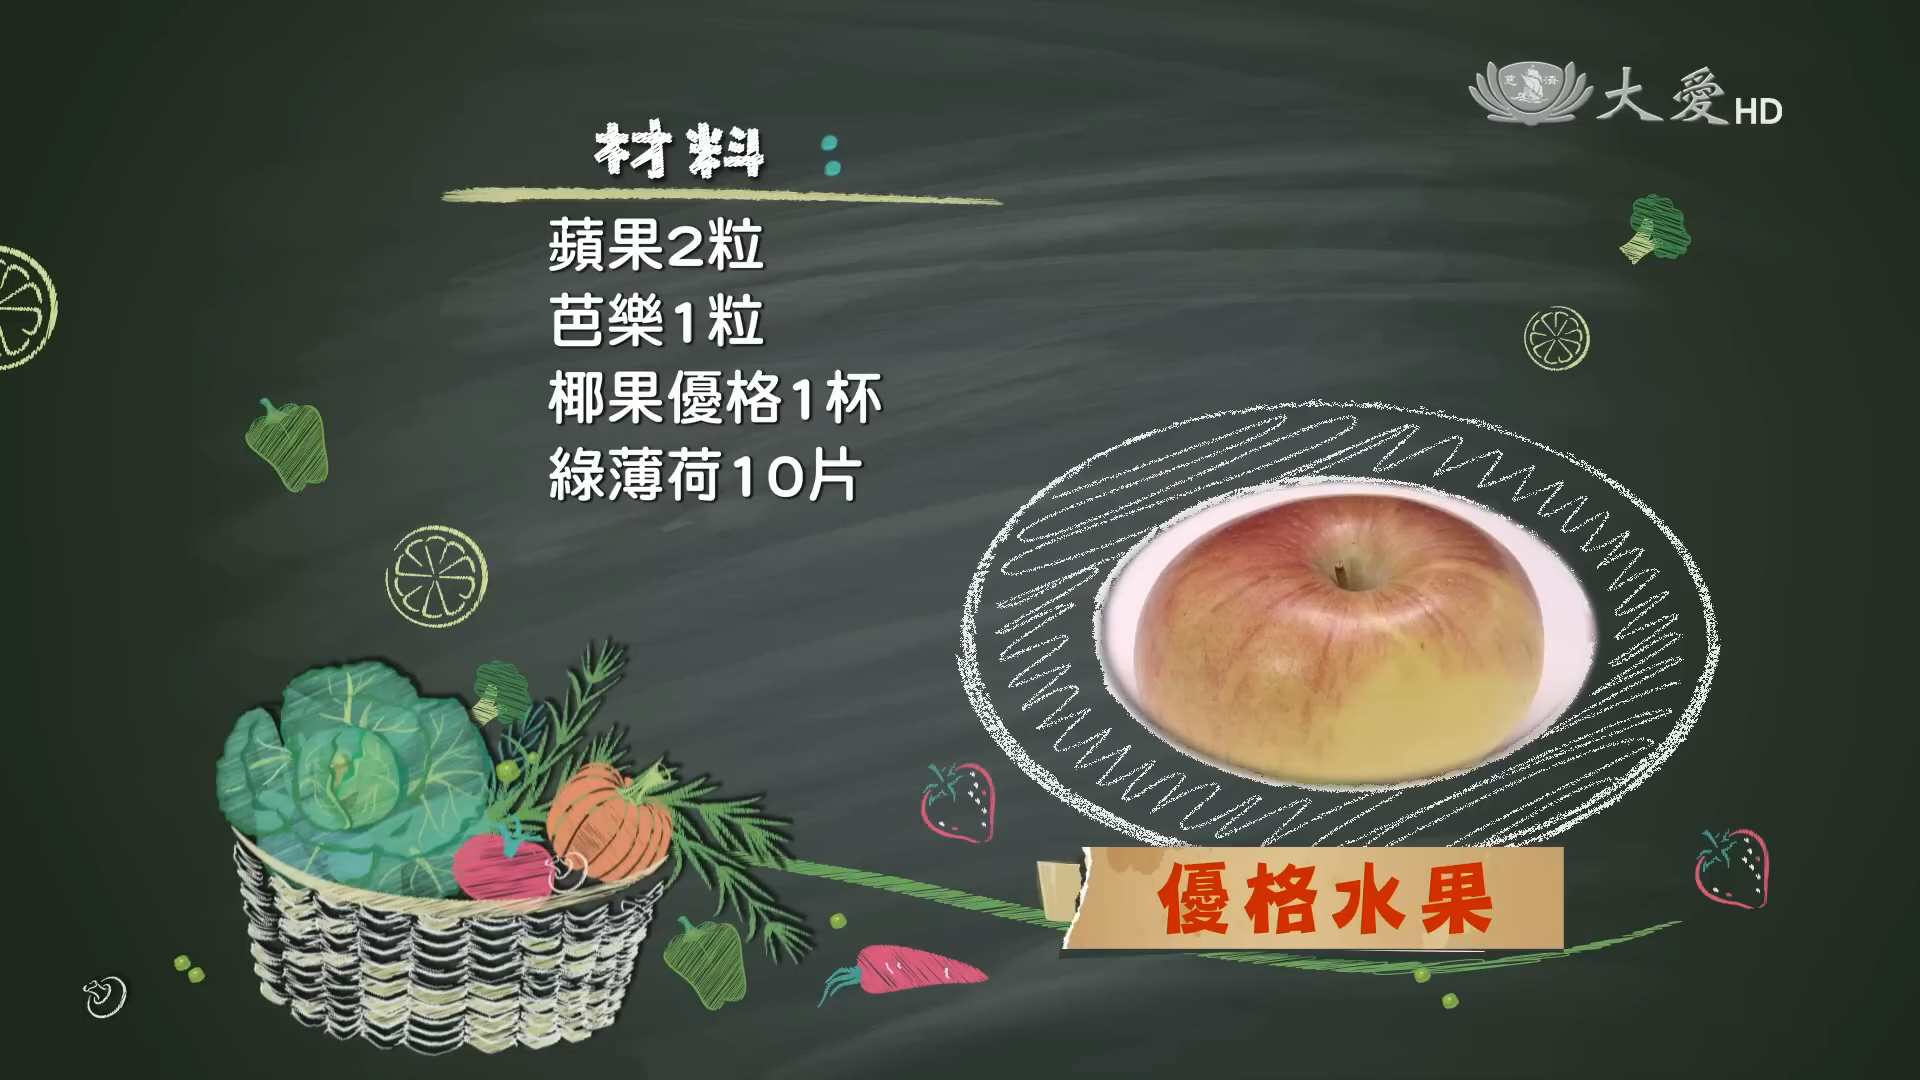 大愛HD
材料：
蘋果2粒
芭樂1粒
椰果優格1杯
綠薄荷10片
優格水果